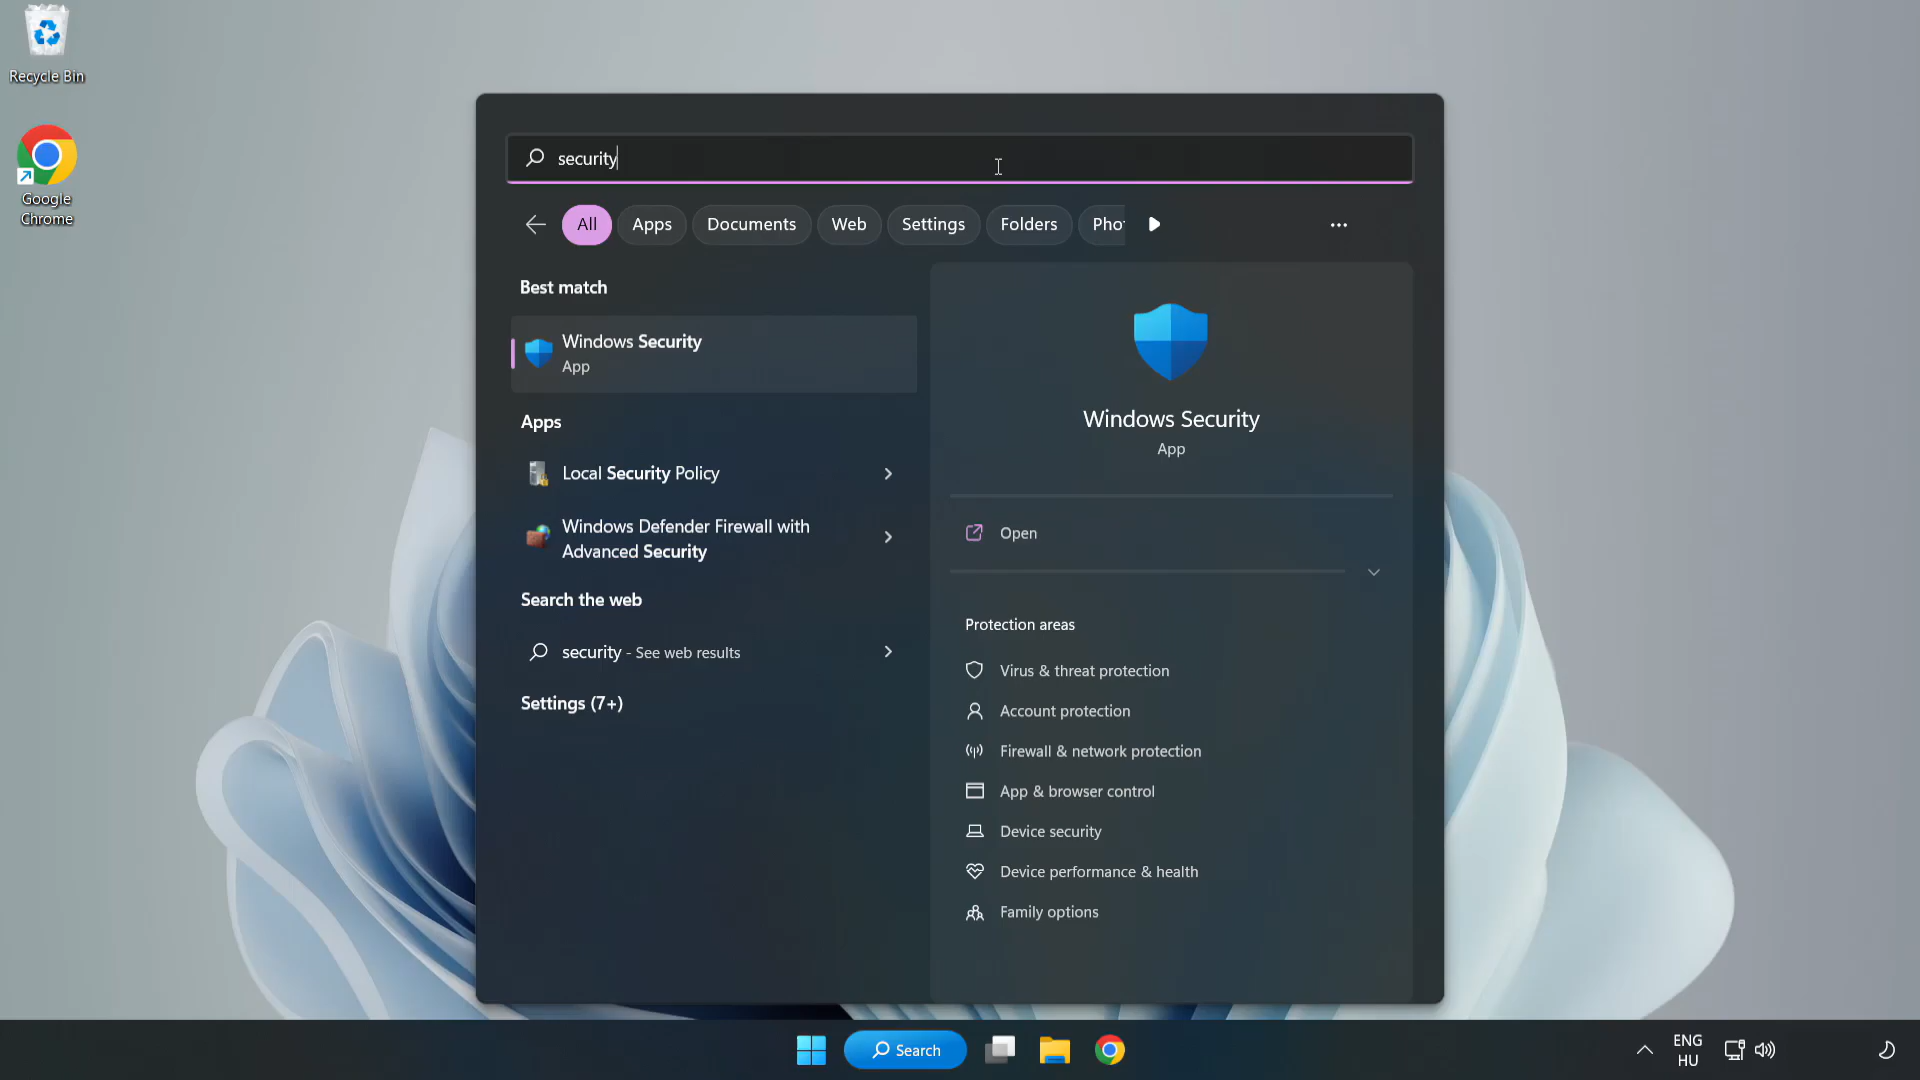 Recycle Bin
Google
Chrome
security
All
Apps
Documents
Web
Settings
Folders
Pho
Best match
Windows Security
App
Apps
Local Security Policy
Windows Defender Firewall with
Advanced Security
Search the web
security - See web results
Settings (7+)
Windows Security
App
Open
Protection areas
Virus & threat protection
Account protection
Firewall & network protection
App & browser control
Device security
Device performance & health
Family options
Search
ENG
HU